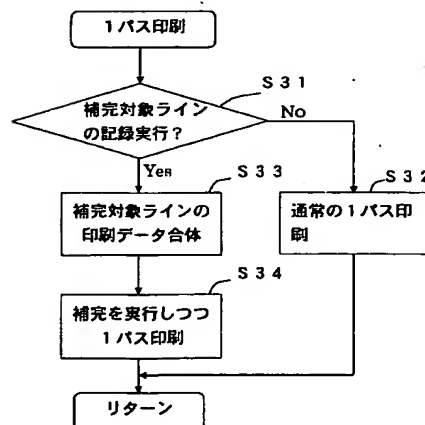 1パス印刷
S31
補完対象ライン
の記録実行?
No
Yes
S33
S32
補完対象ラインの
印刷データ合体
通常の1パス印
刷
S34
補完を実行しつつ
1パス印刷
リターン